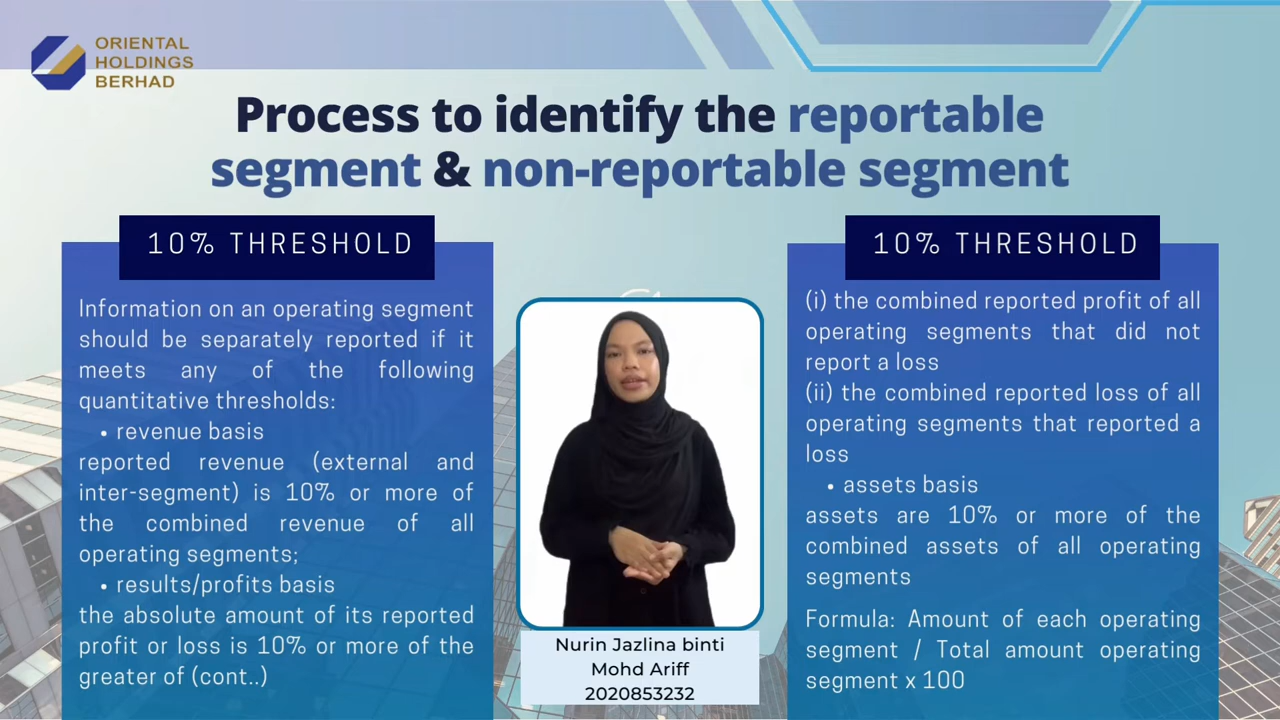 ORIENTAL
HOLDINGS
BERHAD
Process to identify the reportable
segment & non-reportable segment
10% THRESHOLD
Information on an operating segment
should be separately reported if it
meets any of the following
quantitative thresholds:
• revenue basis
reported revenue (external and
inter-segment) is 10% or more of
the combined revenue of all
operating segments;
• results/profits basis
the absolute amount of its reported
profit or loss is 10% or more of the
greater of (cont..)
Nurin Jazlina binti
Mohd Ariff
2020853232
10% THRESHOLD
(i) the combined reported profit of all
operating segments that did not
report a loss
(ii) the combined reported loss of all
operating segments that reported a
loss
• assets basis
assets are 10% or more of the
combined assets of all operating
segments
Formula: Amount of each operating
segment / Total amount operating
segment x 100